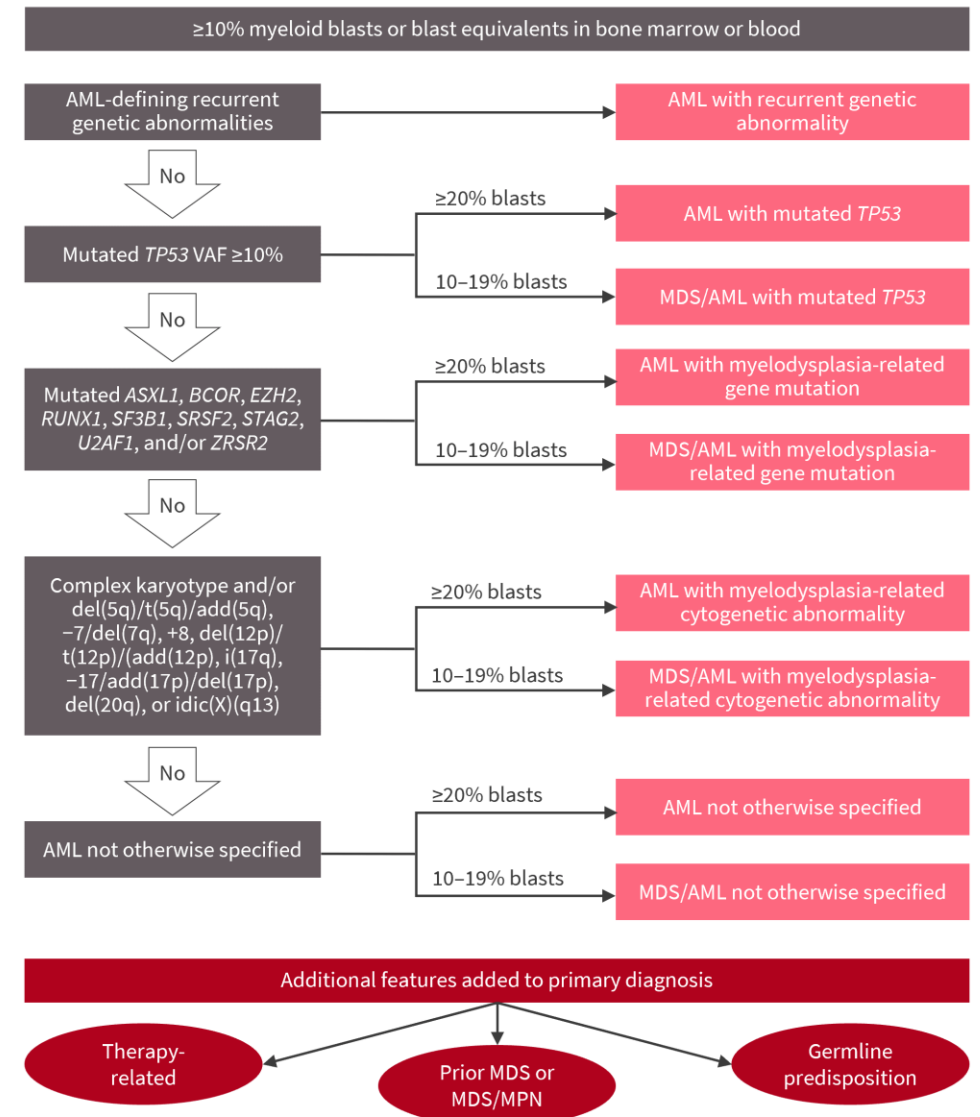 ≥10% myeloid blasts or blast equivalents in bone marrow or blood
AML-defining recurrent
genetic abnormalities
AML with recurrent genetic
abnormality
No
≥20% blasts
AML with mutated TP53
Mutated TP53 VAF ≥10%
10–19% blasts
MDS/AML with mutated TP53
No
≥20% blasts
AML with myelodysplasia-related
gene mutation
Mutated ASXL1, BCOR, EZH2,
RUNX1, SF3B1, SRSF2, STAG2,
U2AF1, and/or ZRSR2
10–19% blasts
MDS/AML with myelodysplasia-
related gene mutation
No
Complex karyotype and/or
del(5q)/t(5q)/add(5q),
−7/del(7q), +8, del(12p)/
t(12p)/(add(12p), i(17q),
−17/add(17p)/del(17p),
del(20q), or idic(X)(q13)
≥20% blasts
AML with myelodysplasia-related
cytogenetic abnormality
10–19% blasts
MDS/AML with myelodysplasia-
related cytogenetic abnormality
No
≥20% blasts
AML not otherwise specified
AML not otherwise specified
10–19% blasts
MDS/AML not otherwise specified
Additional features added to primary diagnosis
Therapy-
related
Prior MDS or
MDS/MPN
Germline
predisposition